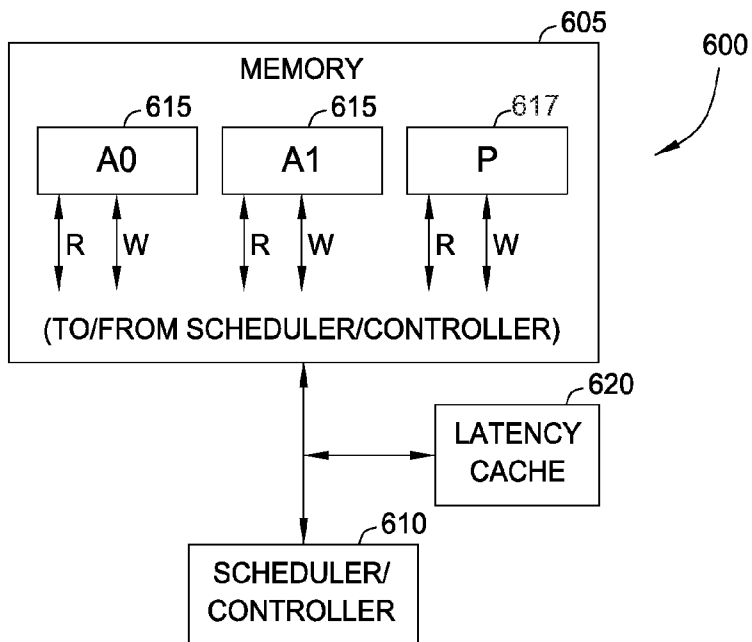 605
600
MEMORY
615 615 617
A0 A1 P
R W R W R W
(TO/FROM SCHEDULER/CONTROLLER)
620
LATENCY
CACHE
610
SCHEDULER/
CONTROLLER